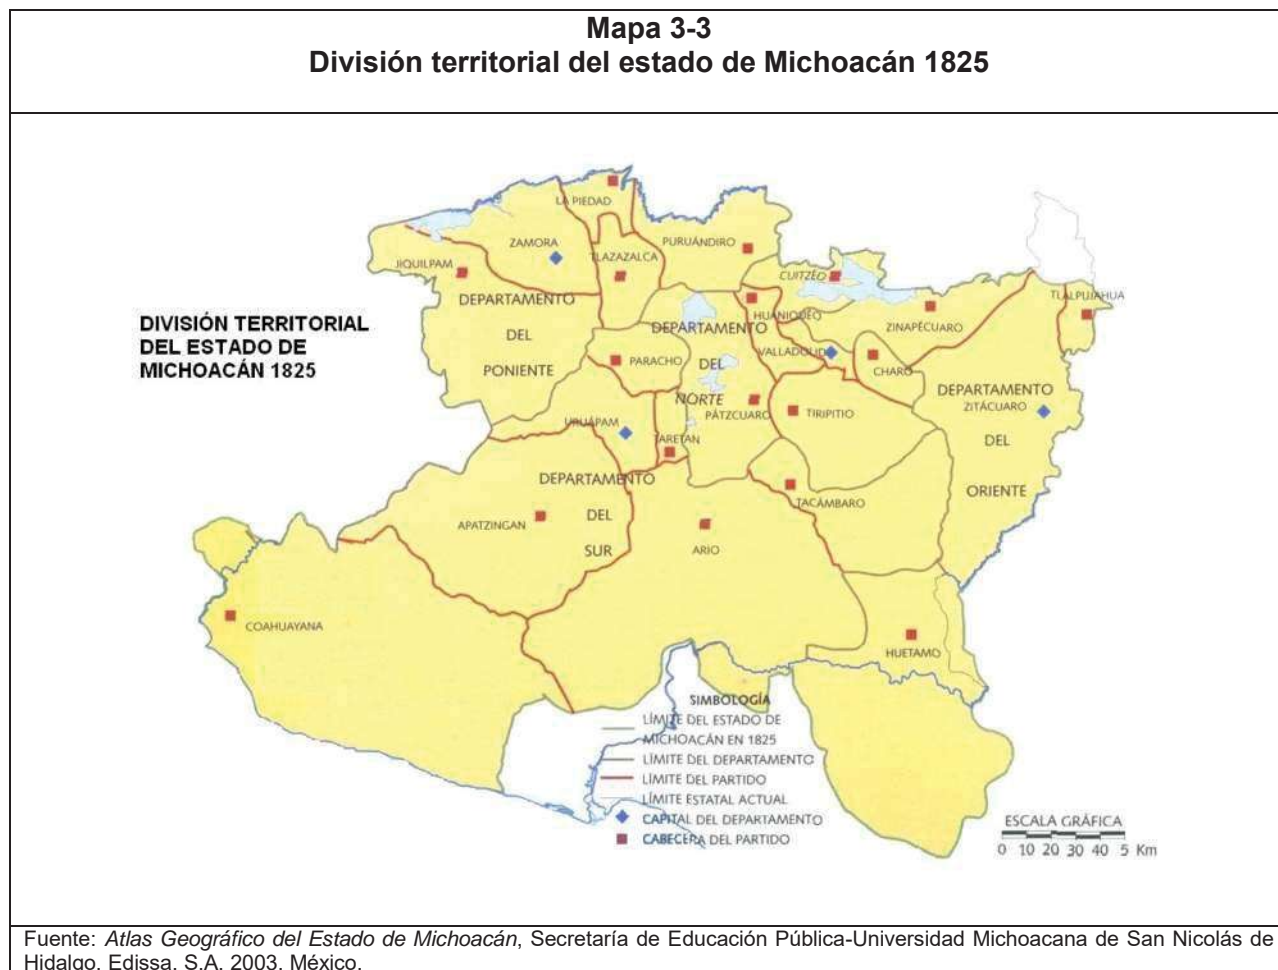 Mapa 3-3
División territorial del estado de Michoacán 1825
DIVISIÓN TERRITORIAL
DEL ESTADO DE
MICHOACÁN 1825
LA PIEDAD
ZAMORA
TLAZAZALCA
PURUÁNDIRO
JIQUILPAM
CUITZEO
TLALPUJAHUA
DEPARTAMENTO
DEL
PONIENTE
HUANIQDEO
DEPARTAMENTO
DEL
NORTE
ZINAPÉCUARO
VALLADOLID
CHARO
PARACHO
DEPARTAMENTO
ZITÁCUARO
DEL
ORIENTE
PÁTZCUARO
TIRIPITIO
URUÁPAM
TARETAN
DEPARTAMENTO
DEL
SUR
TACÁMBARO
APATZINGAN
ARIO
COAHUAYANA
HUETAMO
SIMBOLOGÍA
LÍMITE DEL ESTADO DE
MICHOACÁN EN 1825
LÍMITE DEL DEPARTAMENTO
LÍMITE DEL PARTIDO
LÍMITE ESTATAL ACTUAL
CAPITAL DEL DEPARTAMENTO
CABECERA DEL PARTIDO
ESCALA GRÁFICA
0 10 20 30 40 5 Km
Fuente: Atlas Geográfico del Estado de Michoacán, Secretaría de Educación Pública-Universidad Michoacana de San Nicolás de
Hidalgo, Edissa, S.A. 2003, México.